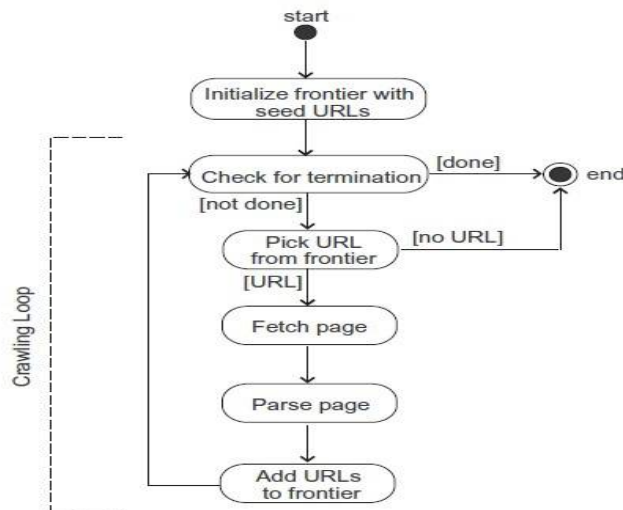 start
Initialize frontier with
seed URLs
Check for termination
[done]
end
[not done]
Pick URL
from frontier
[no URL]
[URL]
Fetch page
Parse page
Add URLs
to frontier
Crawling Loop